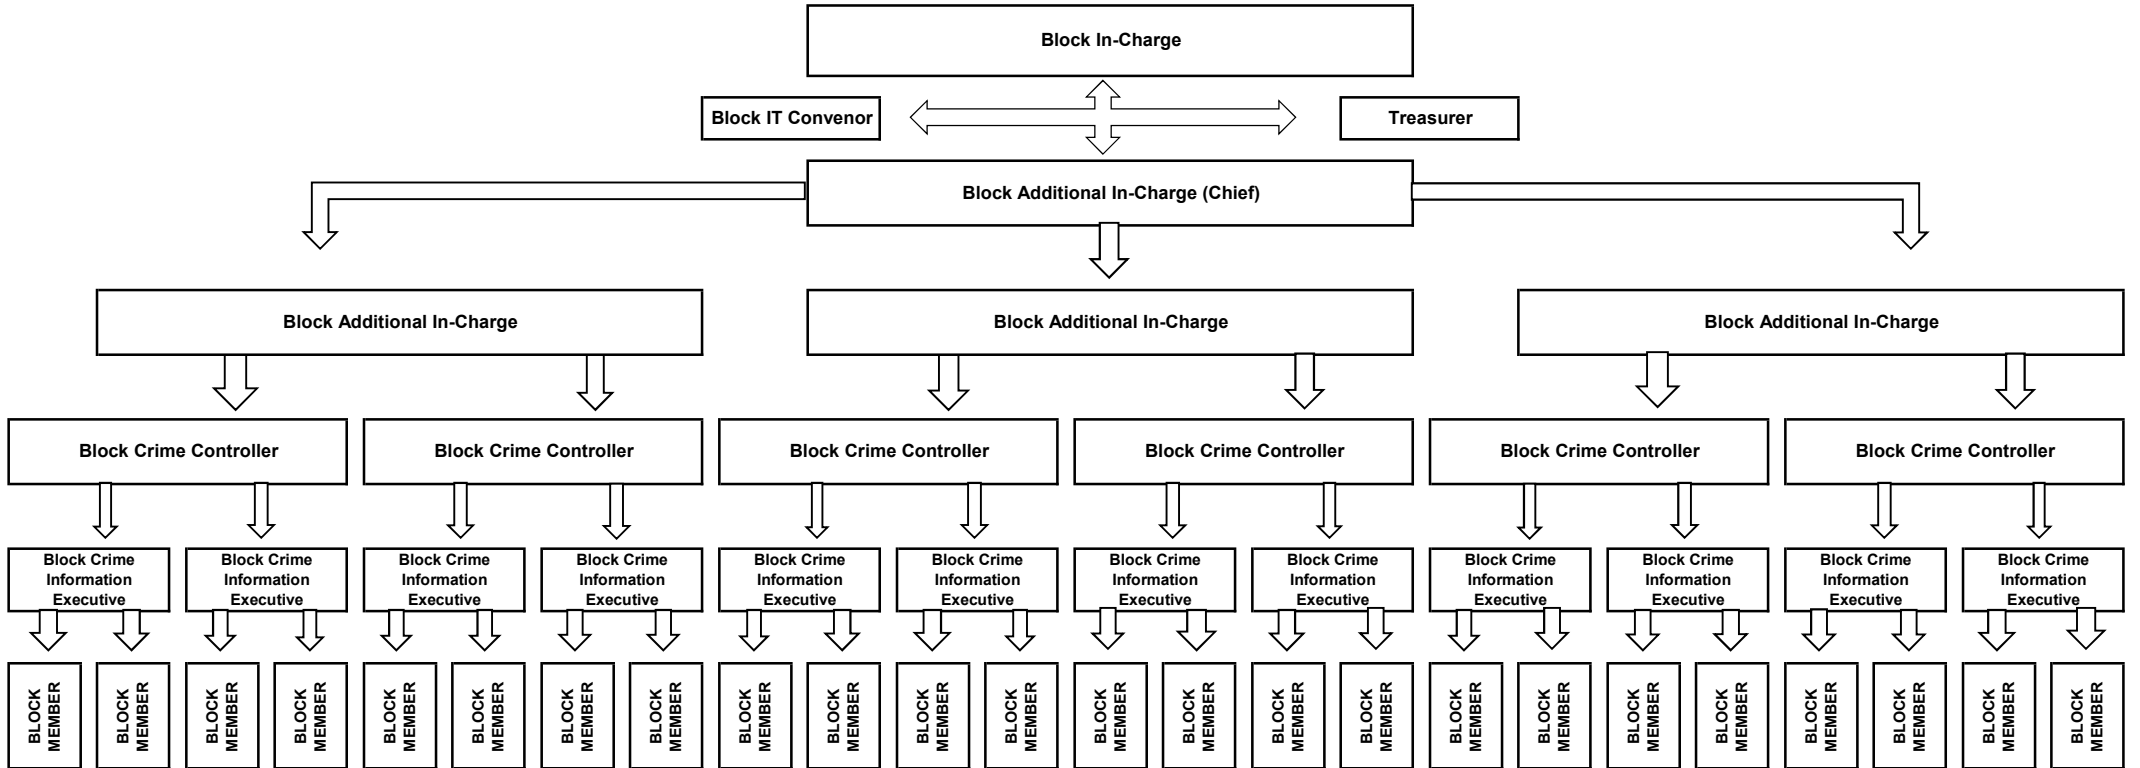 Block In-Charge
Block IT Convenor
Treasurer
Block Additional In-Charge (Chief)
Block Additional In-Charge
Block Additional In-Charge
Block Additional In-Charge
Block Crime Controller
Block Crime Controller
Block Crime Controller
Block Crime Controller
Block Crime Controller
Block Crime Controller
Block Crime
Information
Executive
Block Crime
Information
Executive
Block Crime
Information
Executive
Block Crime
Information
Executive
Block Crime
Information
Executive
Block Crime
Information
Executive
Block Crime
Information
Executive
Block Crime
Information
Executive
Block Crime
Information
Executive
Block Crime
Information
Executive
Block Crime
Information
Executive
Block Crime
Information
Executive
BLOCK
MEMBER
BLOCK
MEMBER
BLOCK
MEMBER
BLOCK
MEMBER
BLOCK
MEMBER
BLOCK
MEMBER
BLOCK
MEMBER
BLOCK
MEMBER
BLOCK
MEMBER
BLOCK
MEMBER
BLOCK
MEMBER
BLOCK
MEMBER
BLOCK
MEMBER
BLOCK
MEMBER
BLOCK
MEMBER
BLOCK
MEMBER
BLOCK
MEMBER
BLOCK
MEMBER
BLOCK
MEMBER
BLOCK
MEMBER
BLOCK
MEMBER
BLOCK
MEMBER
BLOCK
MEMBER
BLOCK
MEMBER